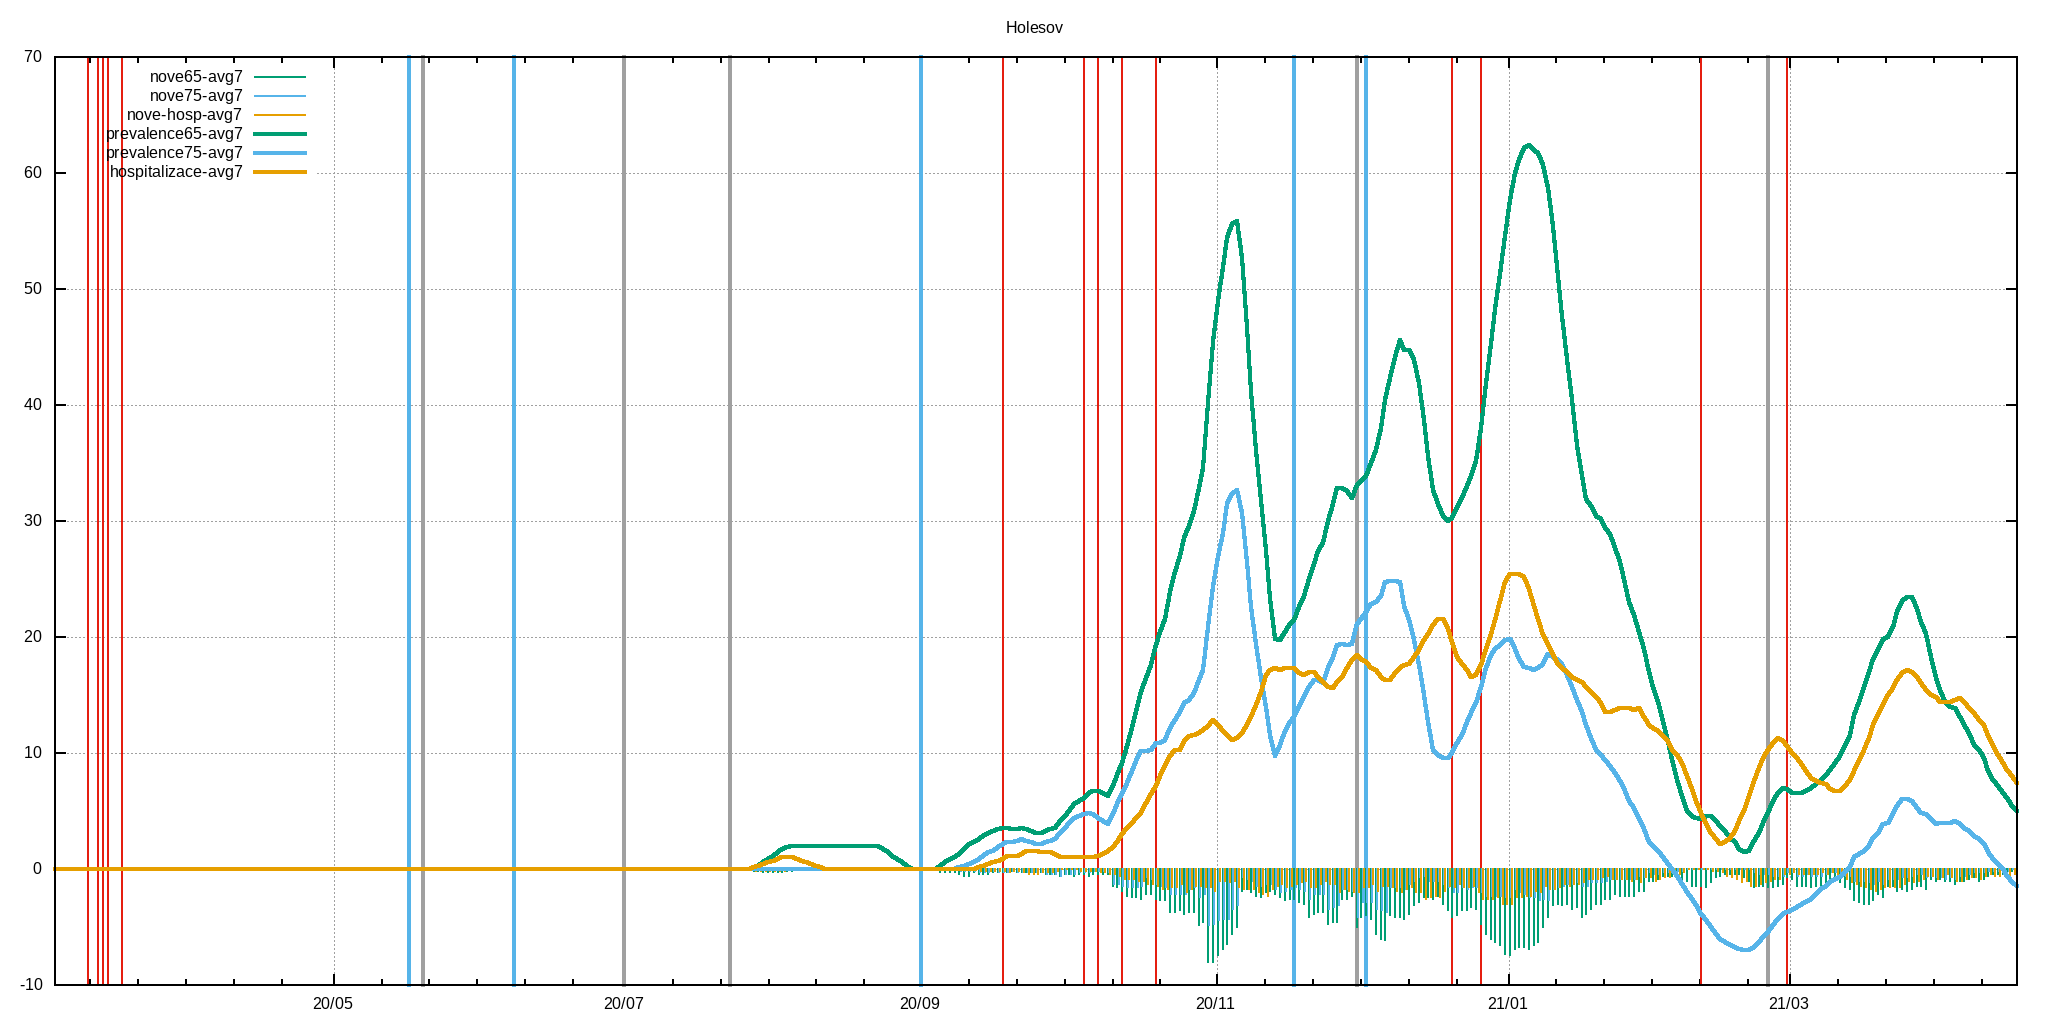 Holesov
70
60
50
40
30
20
10
0
-10
nove65-avg7
nove75-avg7
nove-hosp-avg7
prevalence65-avg7
prevalence75-avg7
hospitalizace-avg7
20/05 20/07 20/09 20/11 21/01 21/03